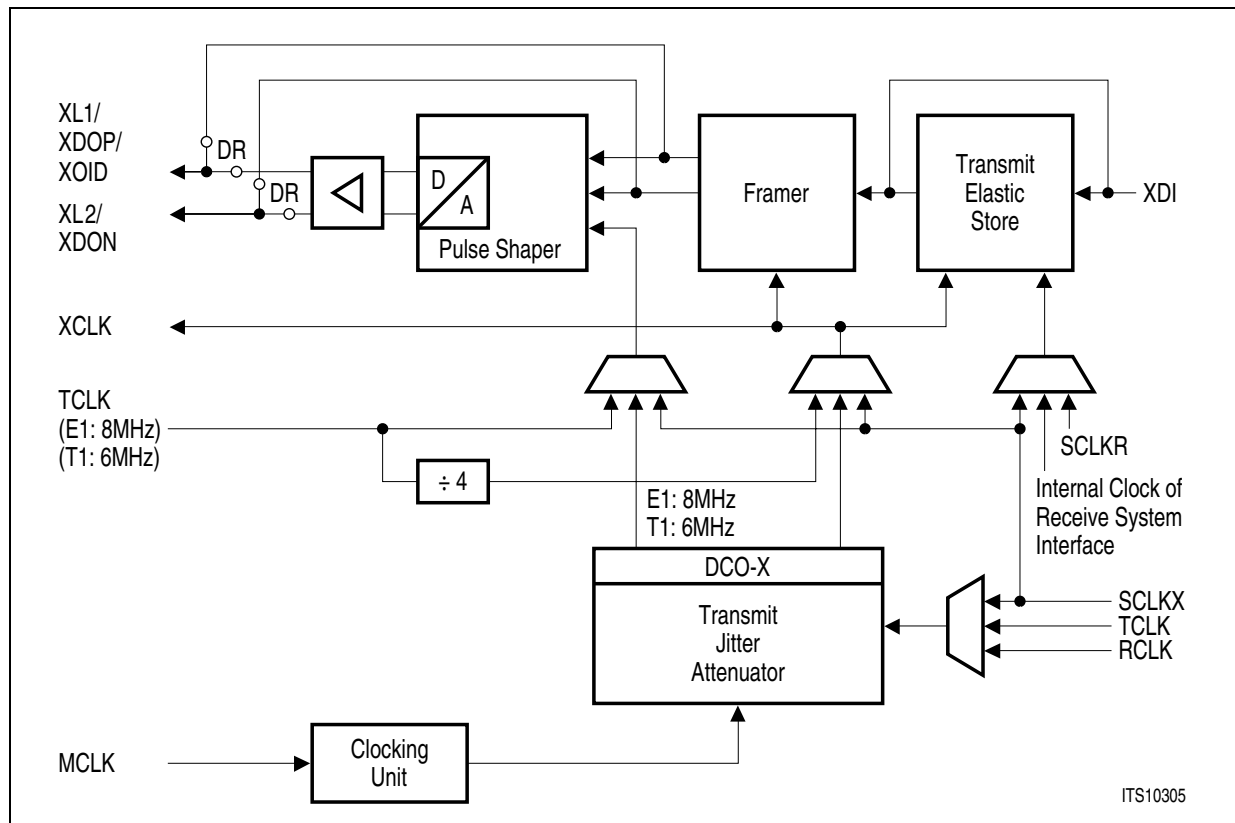 XL1/
XDOP/
XOID
DR
DR
XL2/
XDON
D
A
Pulse Shaper
Framer
Transmit
Elastic
Store
XDI
XCLK
TCLK
(E1: 8MHz)
(T1: 6MHz)
÷ 4
E1: 8MHz
T1: 6MHz
SCLKR
Internal Clock of
Receive System
Interface
DCO-X
Transmit
Jitter
Attenuator
SCLKX
TCLK
RCLK
MCLK
Clocking
Unit
ITS10305